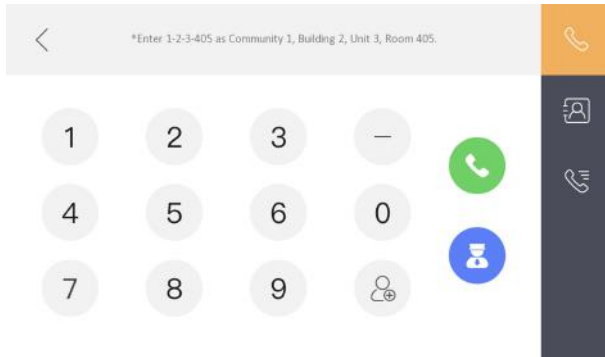 *Enter 1-2-3-405 as Community 1, Building 2, Unit 3, Room 405.
1 2 3 —
4 5 6 0
7 8 9